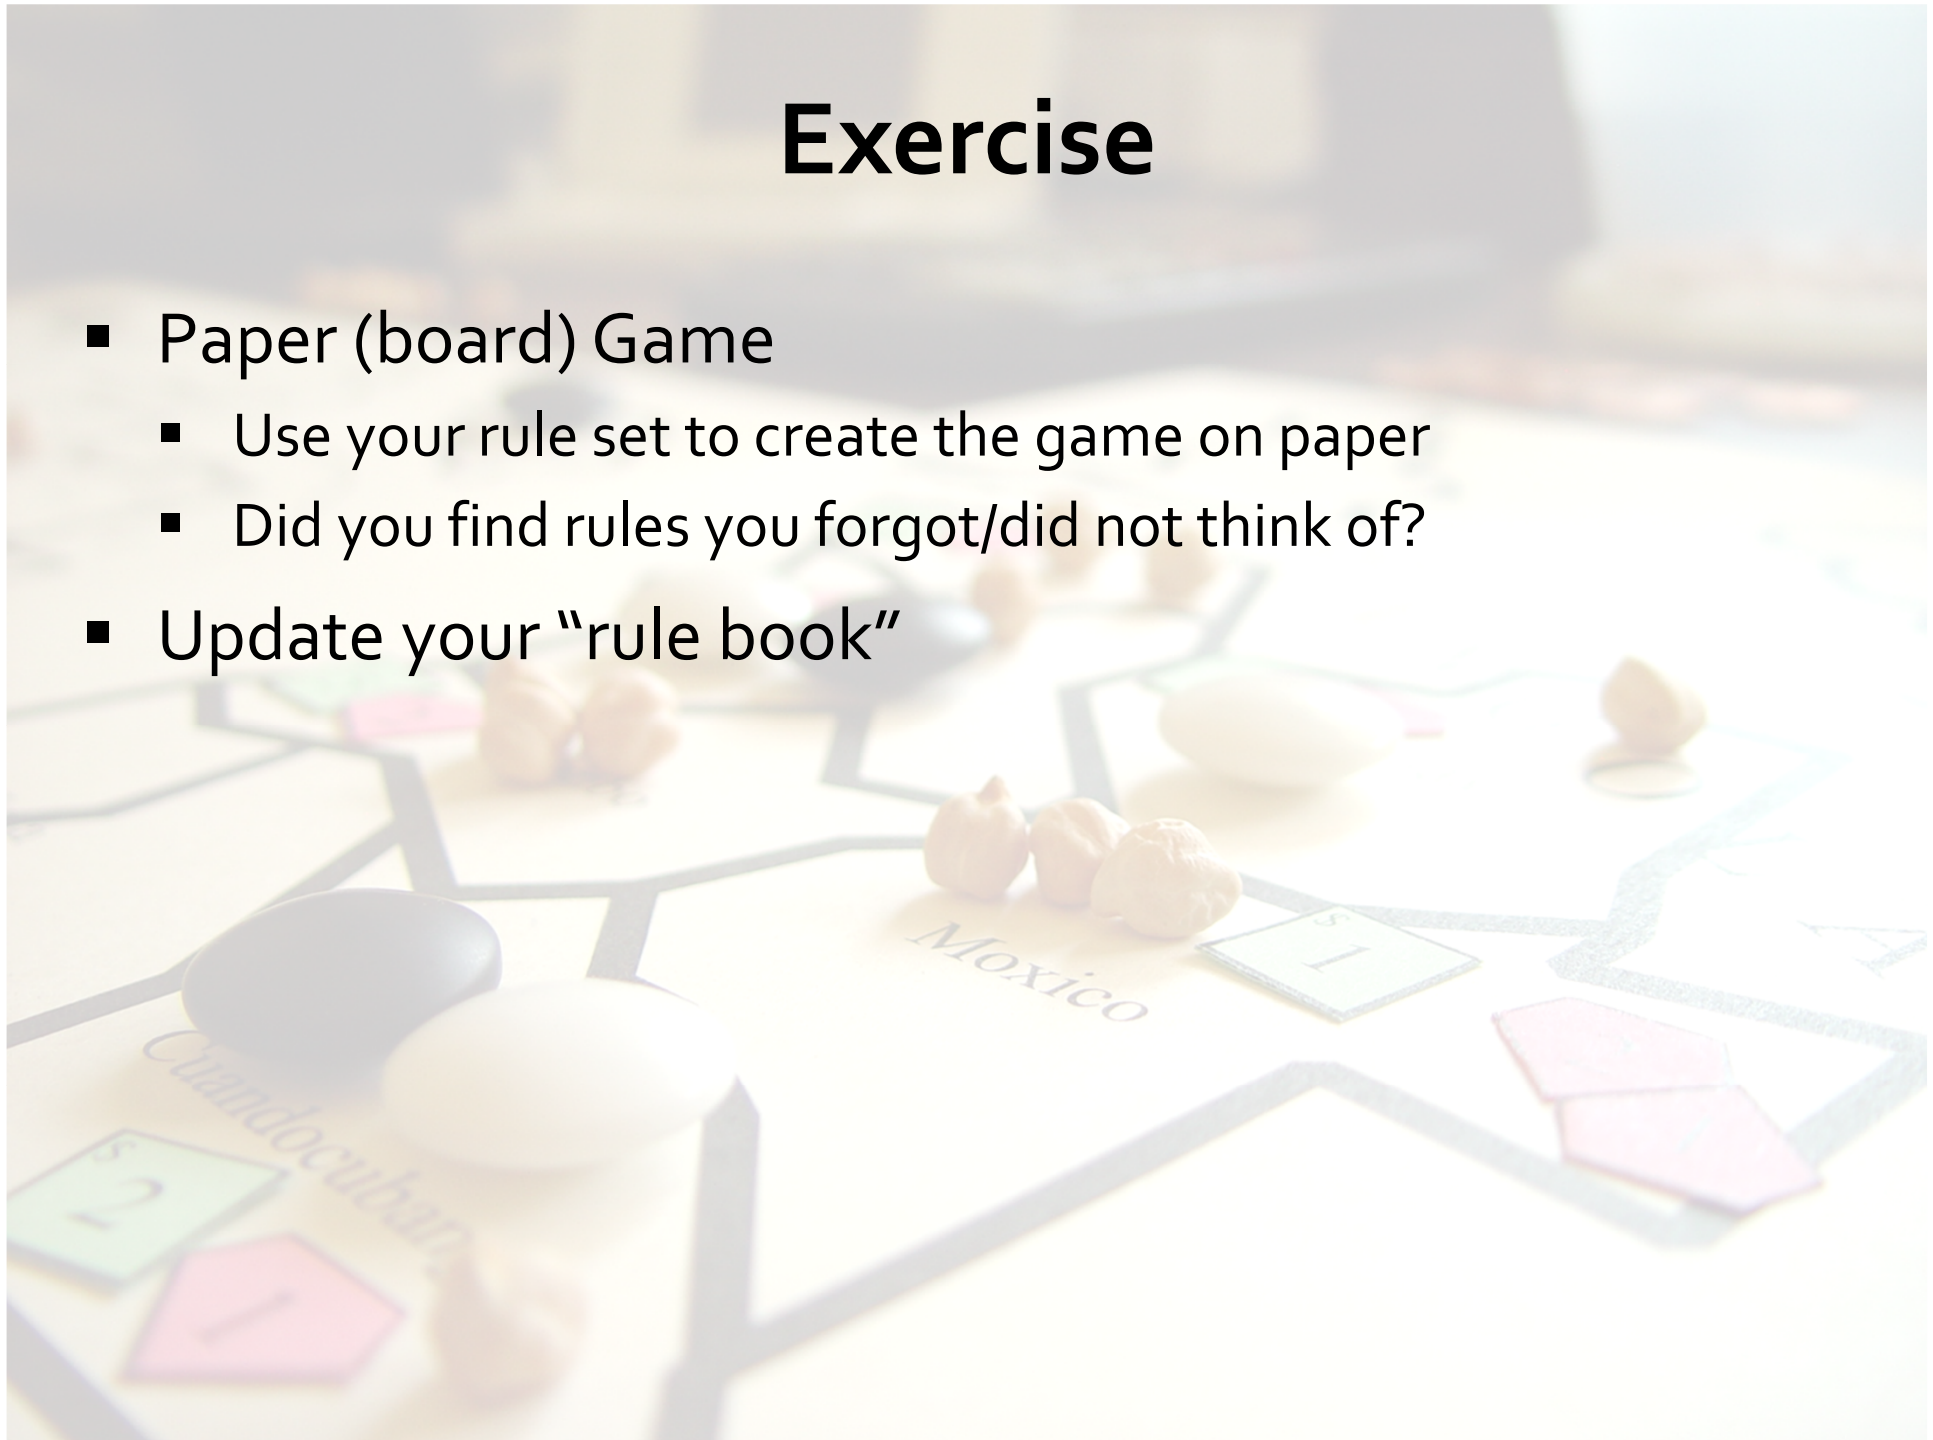 Exercise
▪ Paper (board) Game
▪ Use your rule set to create the game on paper
▪ Did you find rules you forgot/did not think of?
▪ Update your “rule book”
Moxico
$ 1
$ 2
1